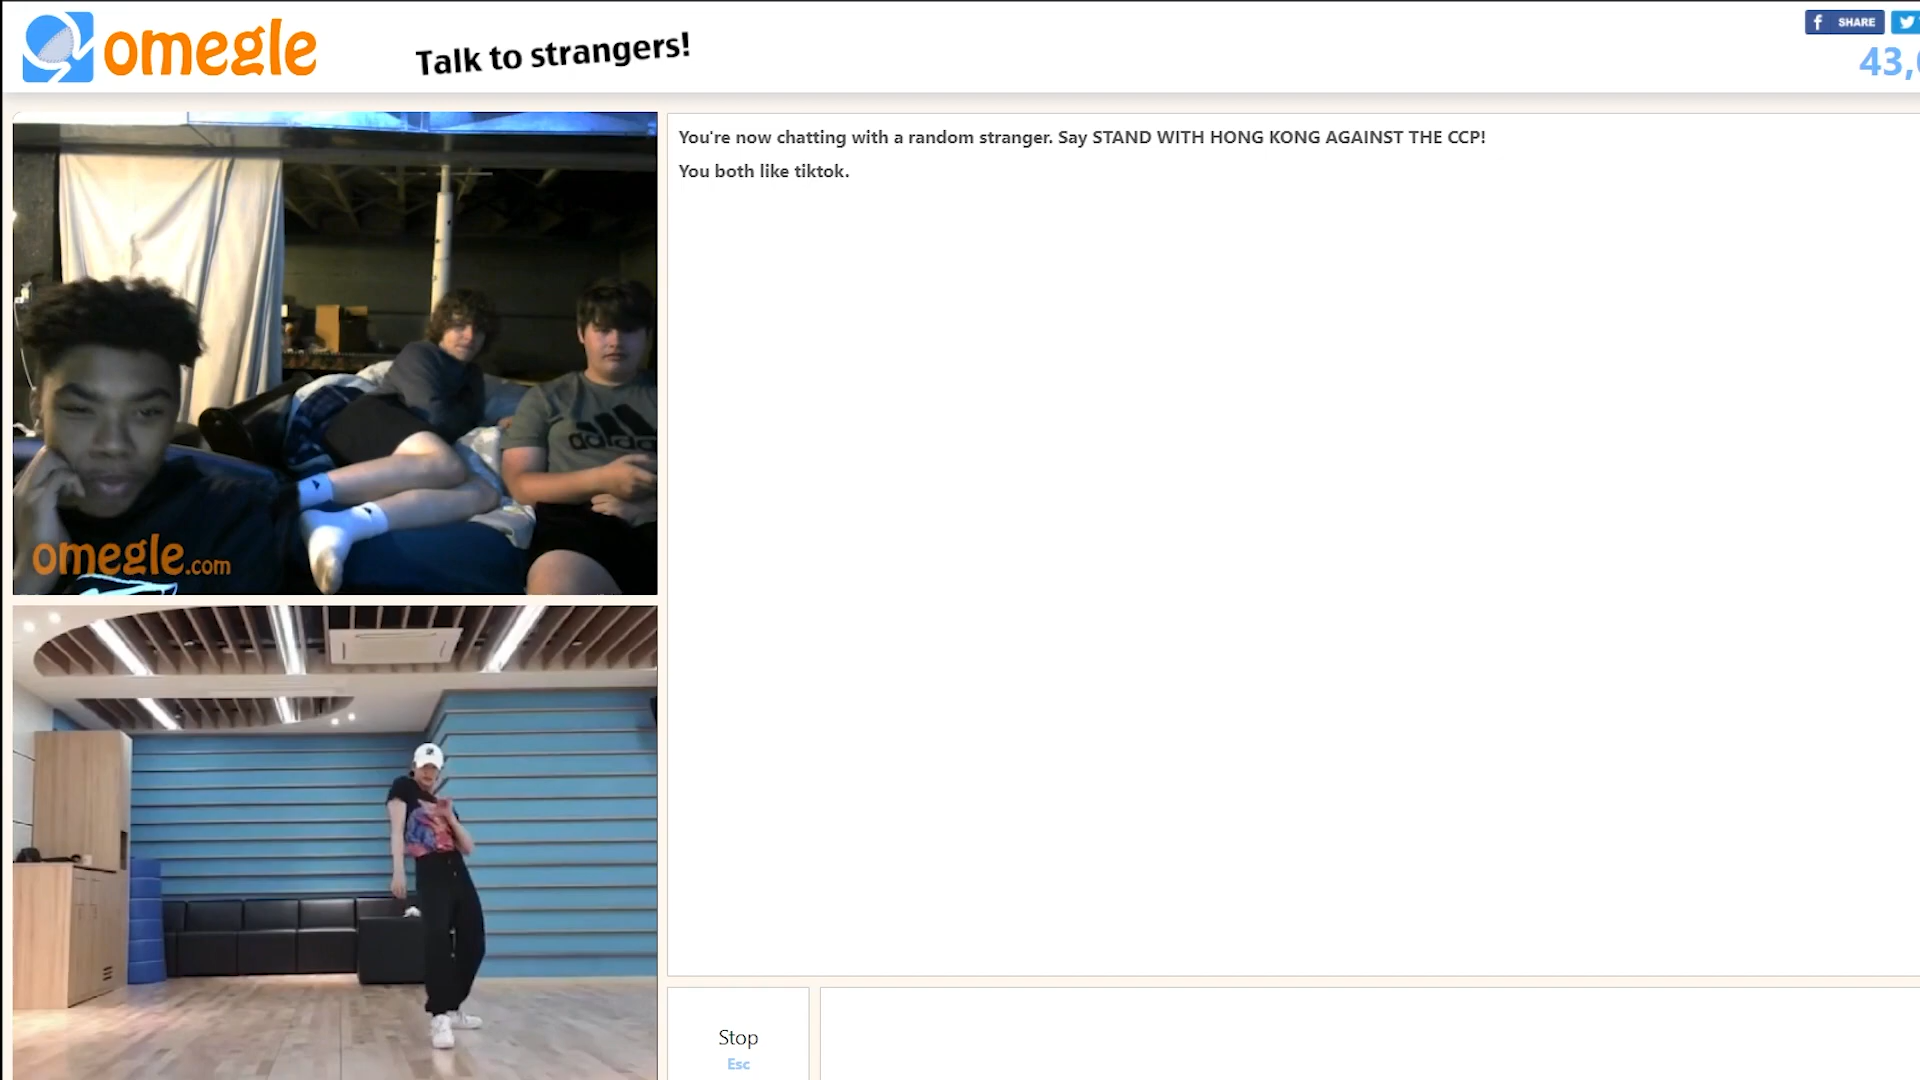 omegle
Talk to strangers!
SHARE
You're now chatting with a random stranger. Say STAND WITH HONG KONG AGAINST THE CCP!
You both like tiktok.
adidas
omegle.com
Stop
Esc